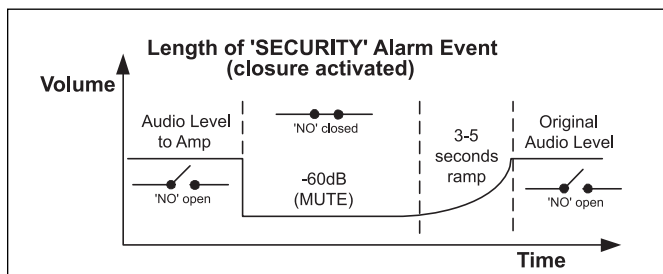 Length of 'SECURITY' Alarm Event
(closure activated)
Volume
Audio Level
to Amp
'NO' open
'NO' closed
-60dB
(MUTE)
3-5
seconds
ramp
Original
Audio Level
'NO' open
Time